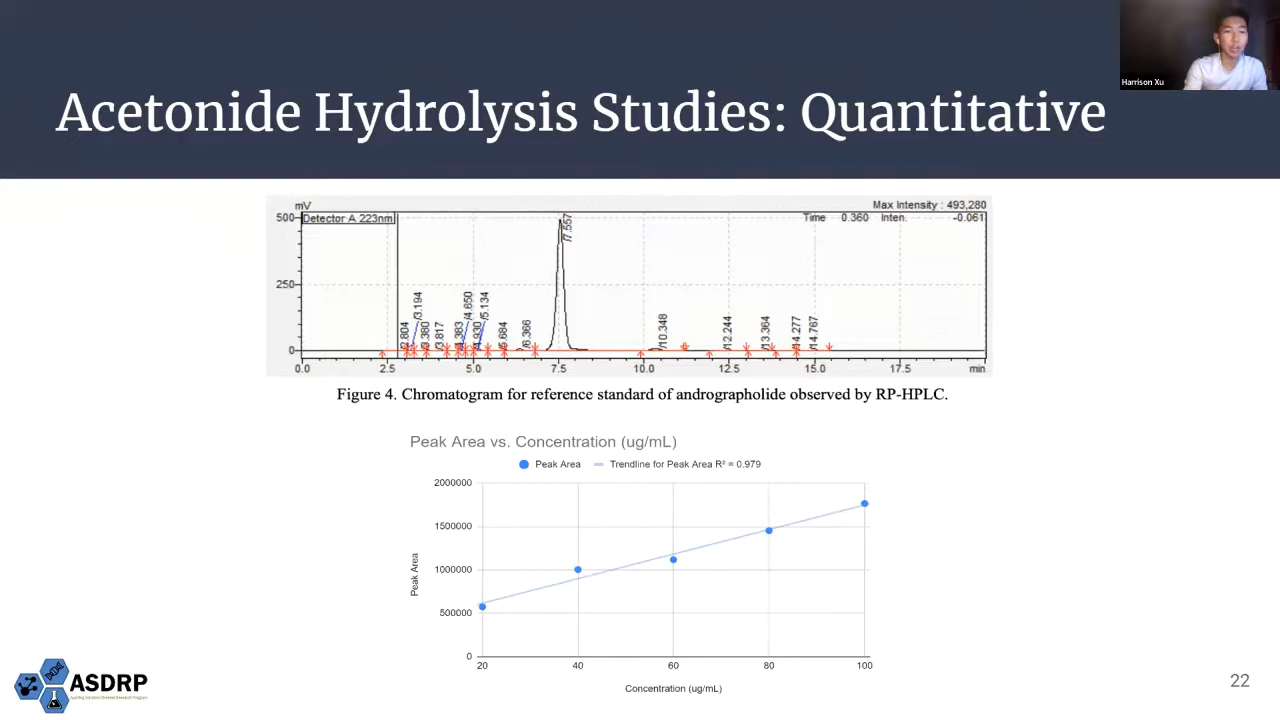 Harrison Xu
Acetonide Hydrolysis Studies: Quantitative
mV
Max Intensity : 493,280
500
Detector A 223nm
Time 0.360 Inten. -0.061
/7.557
250
/3.194
/4.650
/5.134
2.804
3.380
/3.817
4.383
4.930
5.684
/6.366
/10.348
/12.244
/13.364
14.277
/14.767
0
0.0 2.5 5.0 7.5 10.0 12.5 15.0 17.5 min
Figure 4. Chromatogram for reference standard of andrographolide observed by RP-HPLC.
Peak Area vs. Concentration (ug/mL)
Peak Area Trendline for Peak Area R² = 0.979
2000000
1500000
1000000
500000
0
Peak Area
20 40 60 80 100
Concentration (ug/mL)
ASDRP
22